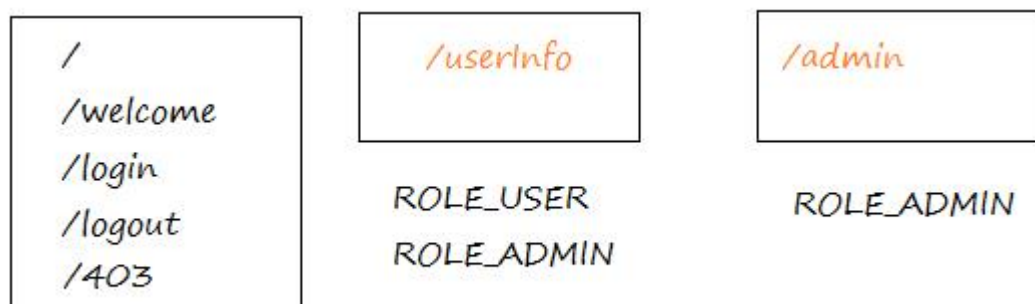 /
/welcome
/login
/logout
/403
/userInfo
ROLE_USER
ROLE_ADMIN
/admin
ROLE_ADMIN